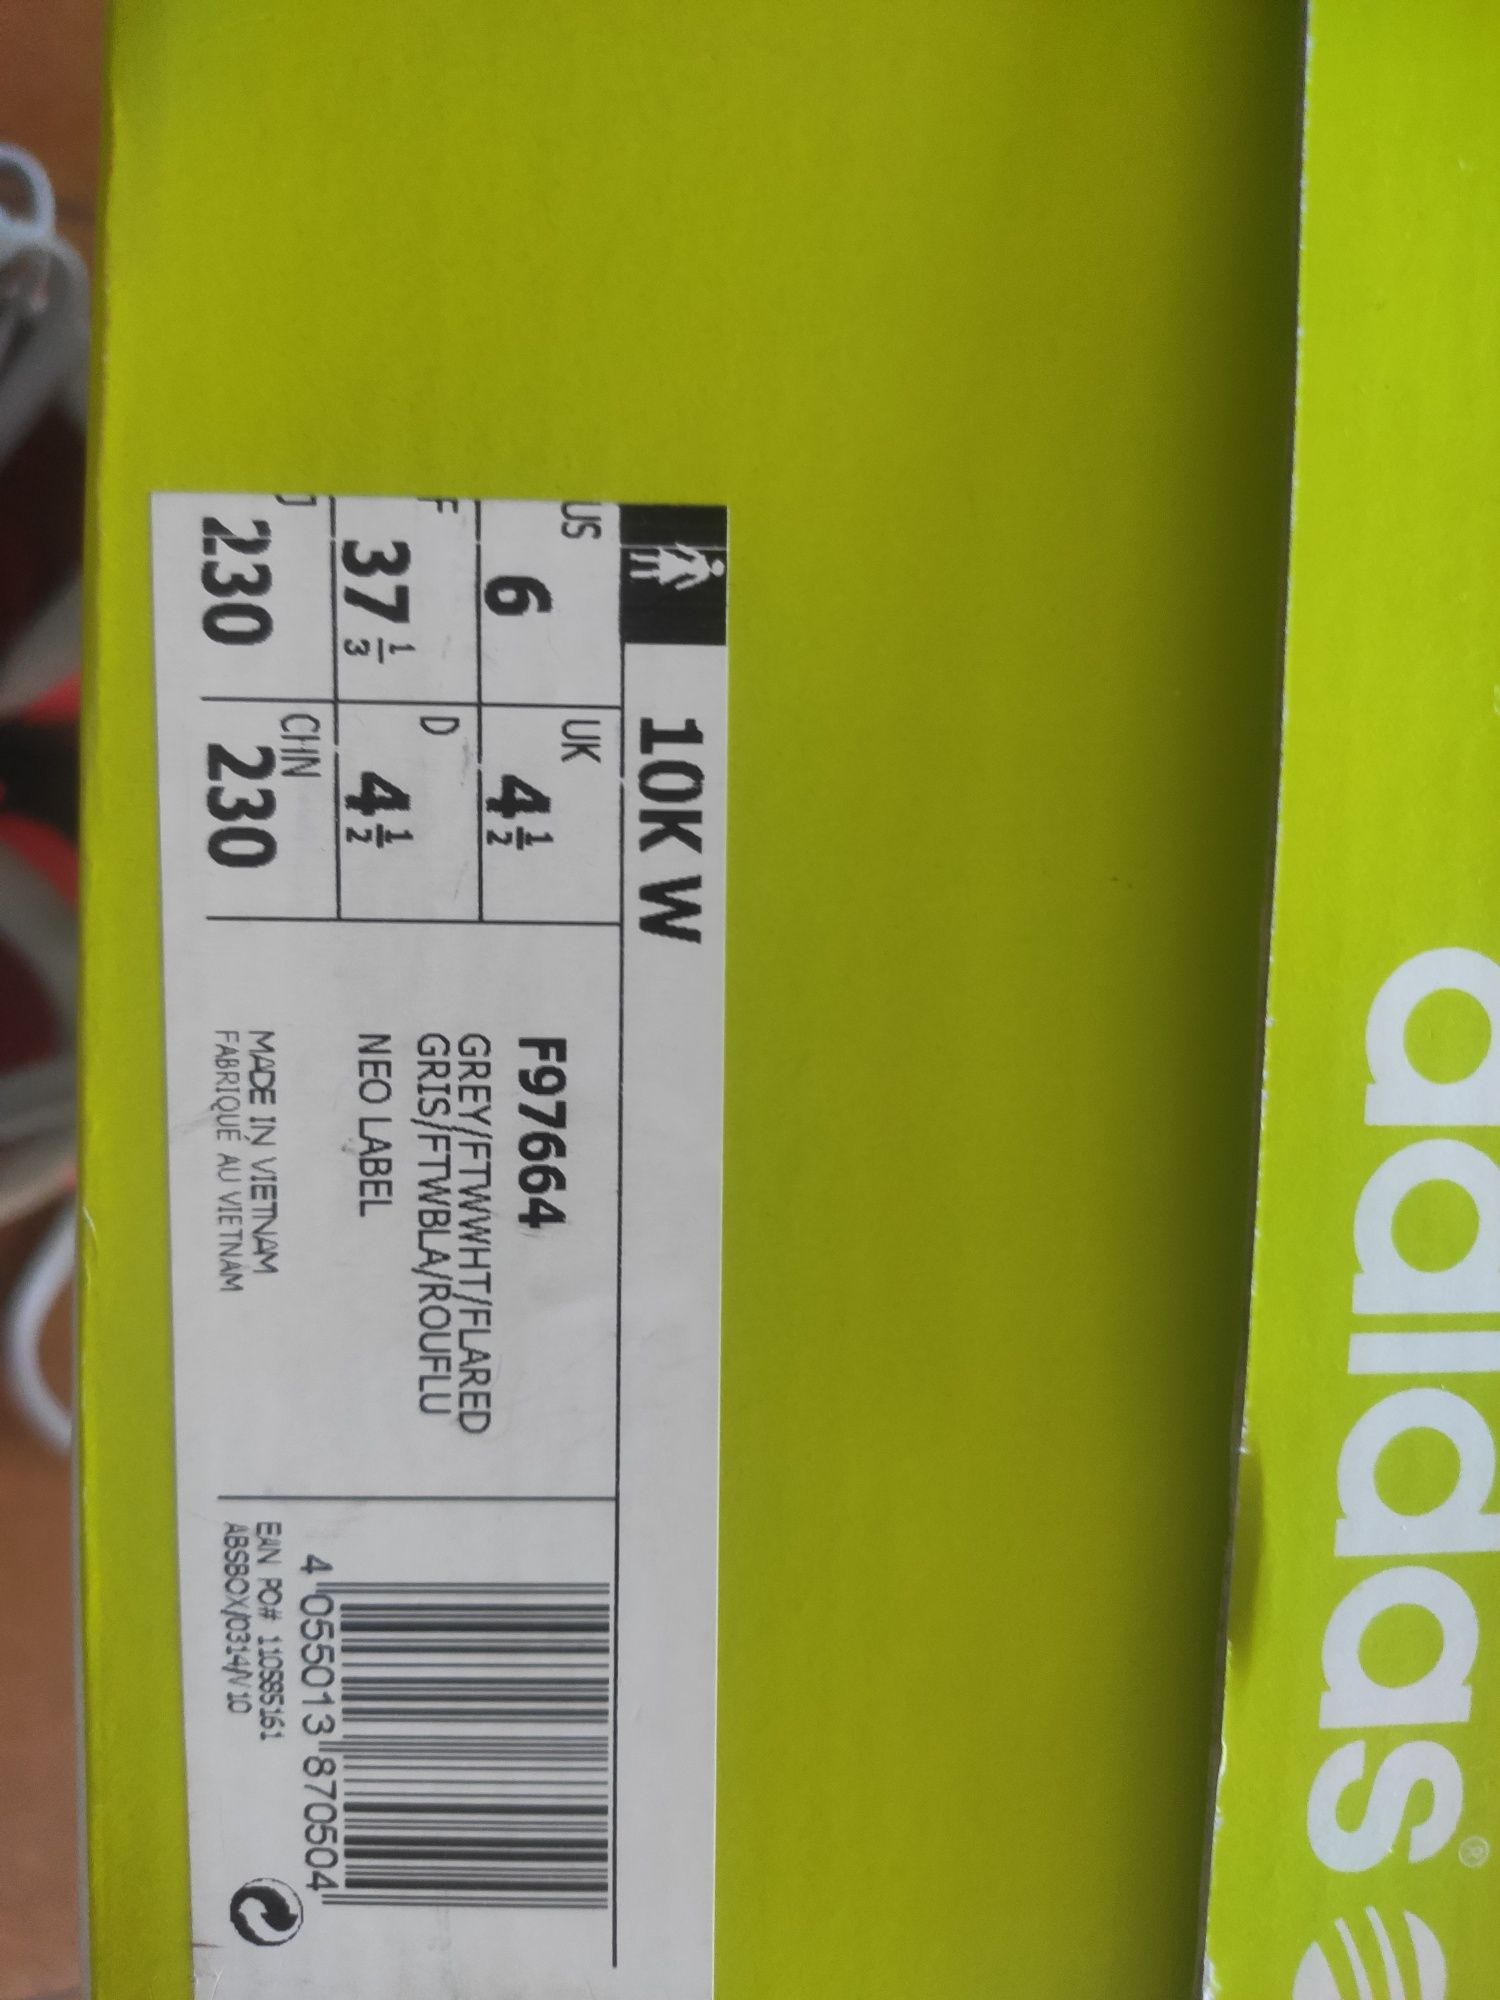 adidas®
10K W
US 6
UK 4 1/2
F 37 1/3
D 4 1/2
J 230
CHN 230
F97664
GREY/FTWWHT/FLARED
GRIS/FTWBLA/ROUFLU
NEO LABEL
MADE IN VIETNAM
FABRIQUÉ AU VIETNAM
4 055013 870504
EAN PO# 110585161
ABSBOX/0314/V10